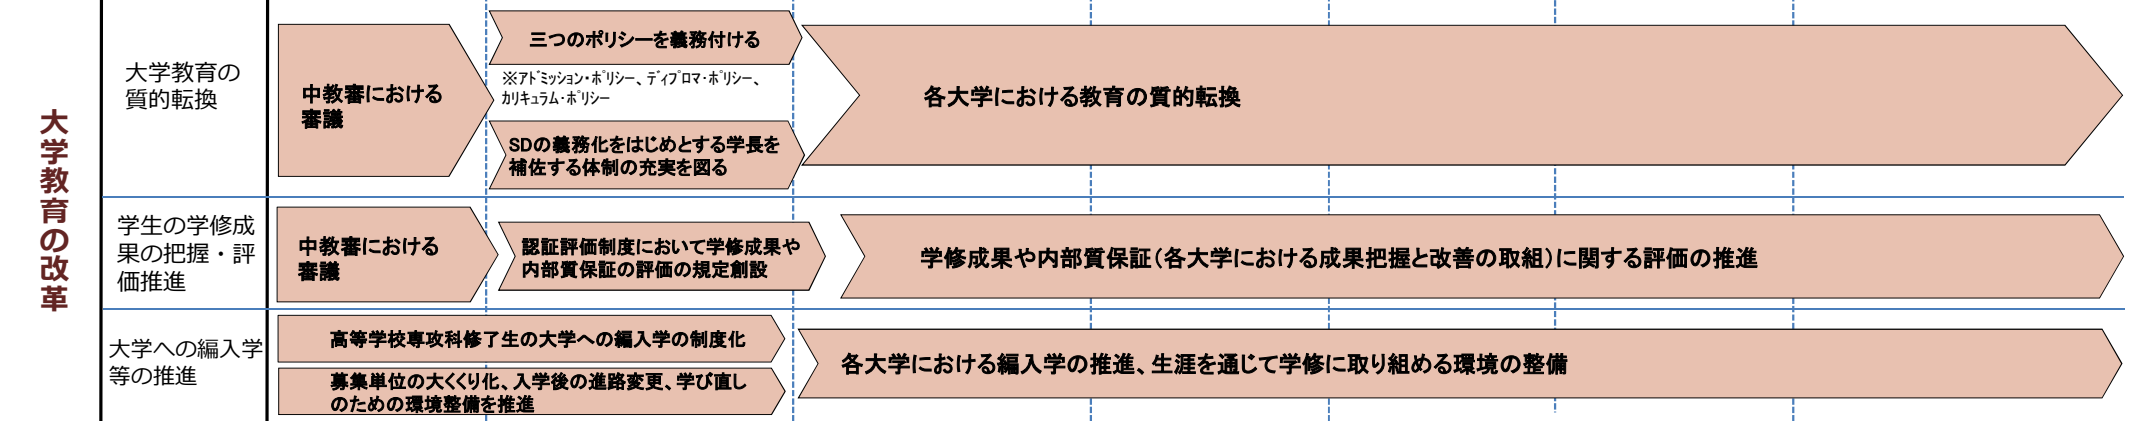 大学教育の改革
大学教育の
質的転換
中教審における
審議
三つのポリシーを義務付ける
※ｱﾄﾞﾐｯｼｮﾝ・ﾎﾟﾘｼｰ、ﾃﾞｨﾌﾟﾛﾏ・ﾎﾟﾘｼｰ、
ｶﾘｷｭﾗﾑ・ﾎﾟﾘｼｰ
SDの義務化をはじめとする学長を
補佐する体制の充実を図る
各大学における教育の質的転換
学生の学修成
果の把握・評
価推進
中教審における
審議
認証評価制度において学修成果や
内部質保証の評価の規定創設
学修成果や内部質保証（各大学における成果把握と改善の取組）に関する評価の推進
大学への編入学
等の推進
高等学校専攻科修了生の大学への編入学の制度化
募集単位の大くくり化、入学後の進路変更、学び直し
のための環境整備を推進
各大学における編入学の推進、生涯を通じて学修に取り組める環境の整備